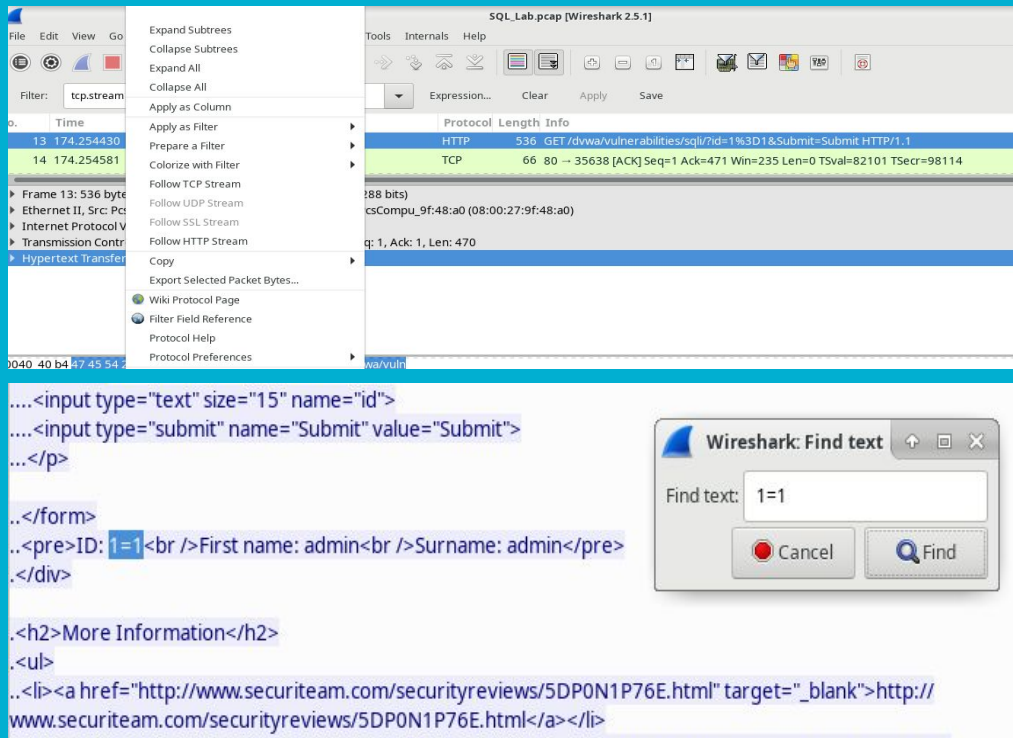 SQL_Lab.pcap [Wireshark 2.5.1]
File Edit View Go Tools Internals Help
Filter: tcp.stream Expression... Clear Apply Save
o. Time Protocol Length Info
13 174.254430 HTTP 536 GET /dvwa/vulnerabilities/sqli/?id=1%3D1&Submit=Submit HTTP/1.1
14 174.254581 TCP 66 80 → 35638 [ACK] Seq=1 Ack=471 Win=235 Len=0 TSval=82101 TSecr=98114
Frame 13: 536 byte 288 bits)
Ethernet II, Src: Pcs csCompu_9f:48:a0 (08:00:27:9f:48:a0)
Internet Protocol V
Transmission Contr q: 1, Ack: 1, Len: 470
Hypertext Transfer
0040 40 b4 47 45 54 2 wa/vuln
Expand Subtrees
Collapse Subtrees
Expand All
Collapse All
Apply as Column
Apply as Filter
Prepare a Filter
Colorize with Filter
Follow TCP Stream
Follow UDP Stream
Follow SSL Stream
Follow HTTP Stream
Copy
Export Selected Packet Bytes...
Wiki Protocol Page
Filter Field Reference
Protocol Help
Protocol Preferences
....<input type="text" size="15" name="id">
....<input type="submit" name="Submit" value="Submit">
...</p>
..</form>
..<pre>ID: 1=1<br />First name: admin<br />Surname: admin</pre>
.</div>
.<h2>More Information</h2>
.<ul>
..<li><a href="http://www.securiteam.com/securityreviews/5DP0N1P76E.html" target="_blank">http://
www.securiteam.com/securityreviews/5DP0N1P76E.html</a></li>
Wireshark: Find text
Find text: 1=1
Cancel Find